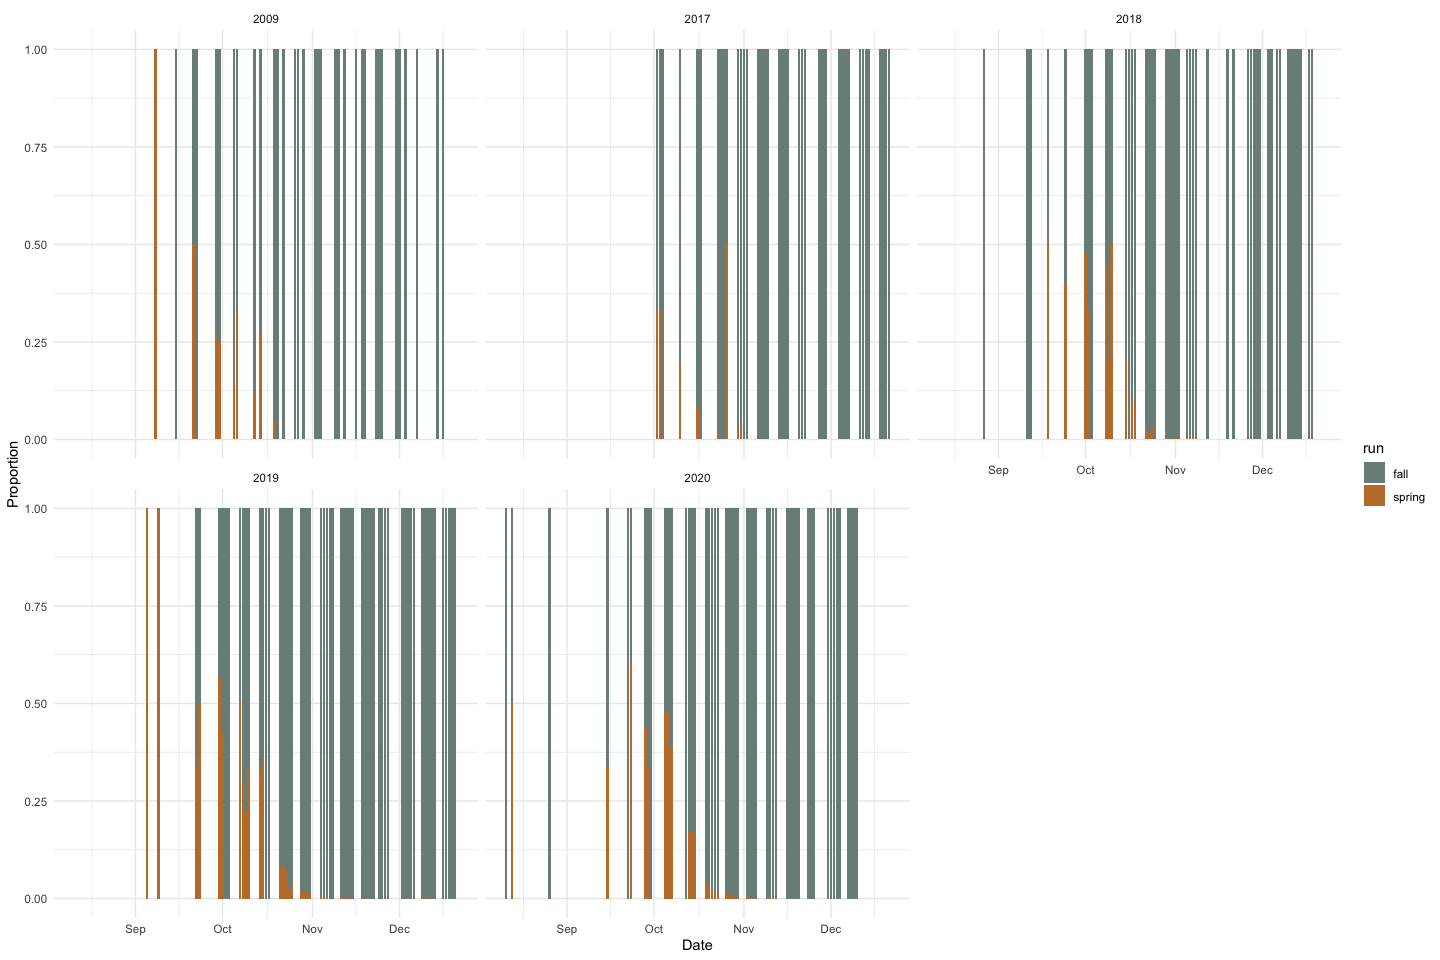 2009
2017
2018
1.00
0.75
0.50
0.25
0.00
Sep
Oct
Nov
Dec
Proportion
run
fall
spring
2019
2020
1.00
0.75
0.50
0.25
0.00
Sep
Oct
Nov
Dec
Sep
Oct
Nov
Dec
Date